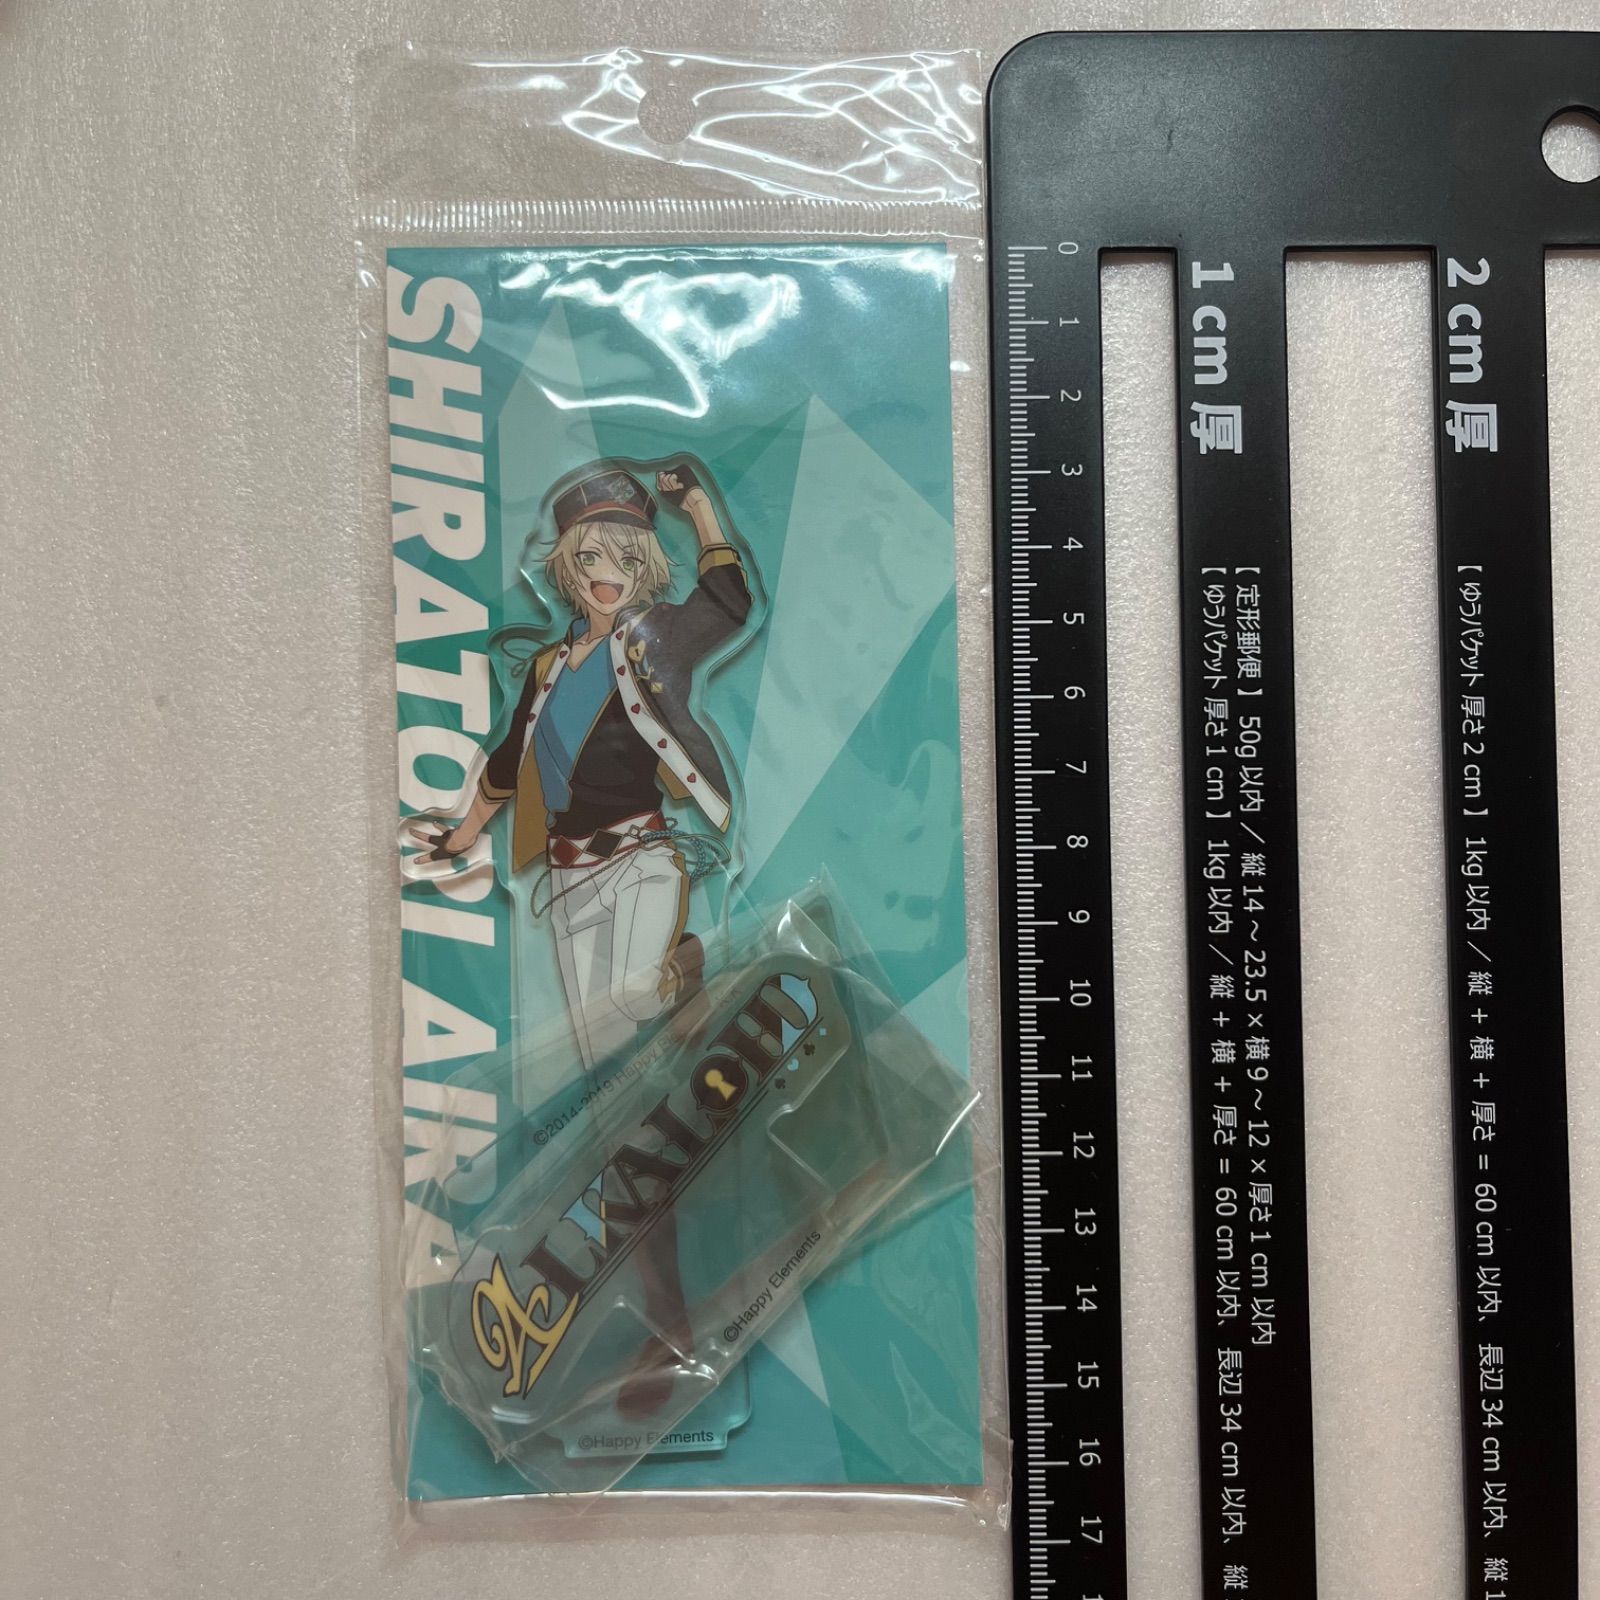 SHIRATORI AIRA
©2014-2019 Happy Elements
ALKALOID
©Happy Elements
©Happy Elements
0
1
2
3
4
5
6
7
8
9
10
11
12
13
14
15
16
17
1cm 厚
【定形郵便】50g 以内 ／ 縦 14～23.5 × 横 9～12 × 厚さ 1 cm 以内
【ゆうパケット 厚さ 1 cm】1kg 以内 ／ 縦 + 横 + 厚さ = 60 cm 以内、長辺 34 cm 以内、縦
2cm 厚
【ゆうパケット 厚さ 2 cm】1kg 以内 ／ 縦 + 横 + 厚さ = 60 cm 以内、長辺 34 cm 以内、縦 1